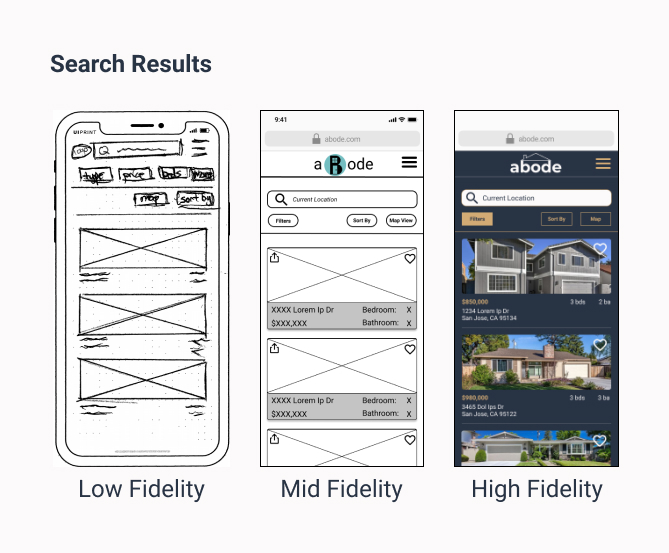 Search Results
UIPRINT
logo
Q
type price beds more
map sort by
Low Fidelity
9:41
abode.com
a B ode
Current Location
Filters Sort By Map View
XXXX Lorem Ip Dr Bedroom: X
$XXX,XXX Bathroom: X
XXXX Lorem Ip Dr Bedroom: X
$XXX,XXX Bathroom: X
Mid Fidelity
abode.com
abode
Current Location
Filters Sort By Map
$850,000 3 bds 2 ba
1234 Lorem Ip Dr
San Jose, CA 95134
$980,000 3 bds 3 ba
3465 Dol Ips Dr
San Jose, CA 95122
High Fidelity